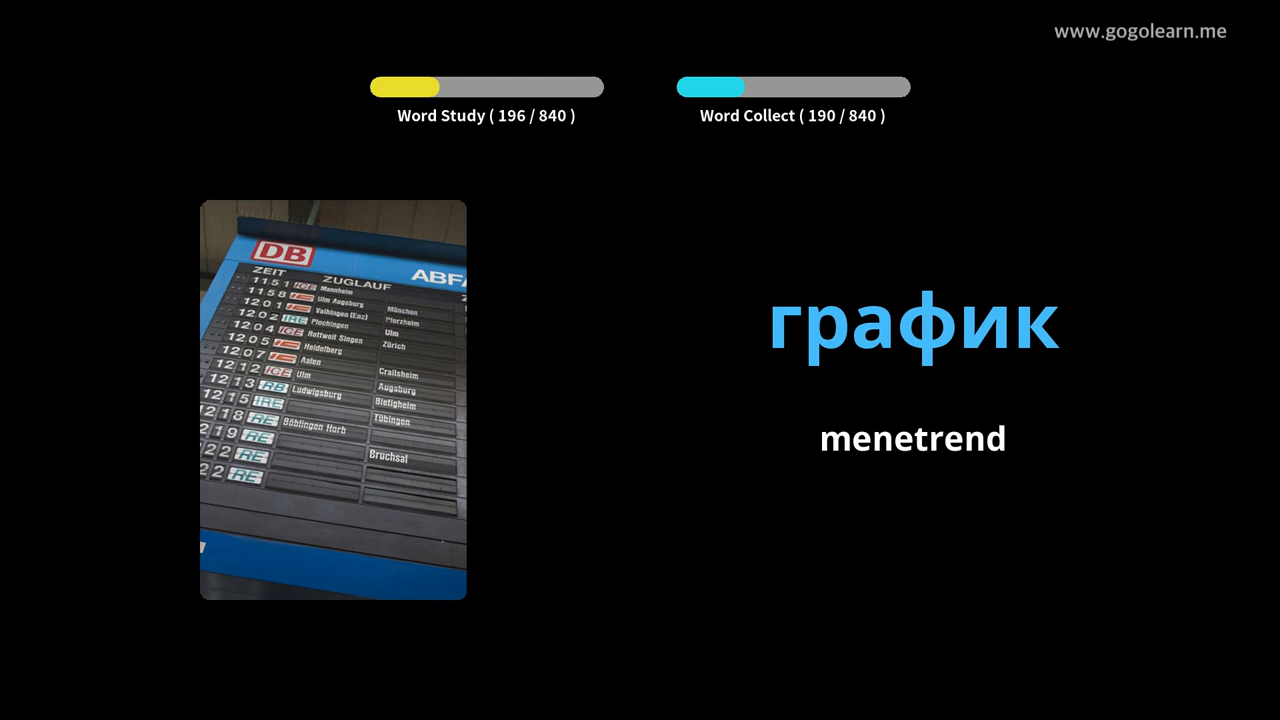 www.gogolearn.me
Word Study ( 196 / 840 )
Word Collect ( 190 / 840 )
DB
ABFA
ZEIT ZUGLAUF
1151 ICE Mannheim
1158 Ulm Augsburg München
1201 Vaihingen (Enz) Pforzheim
1202 IRE Plochingen Ulm
1204 ICE Rottweil Singen Zürich
1205 Heidelberg
1207 Aalen Crailsheim
1212 ICE Ulm Augsburg
1213 RB Ludwigsburg Bietigheim
1215 IRE Tübingen
1218 RE Böblingen Horb
219 RE
22 RE Bruchsal
22 RE
график
menetrend